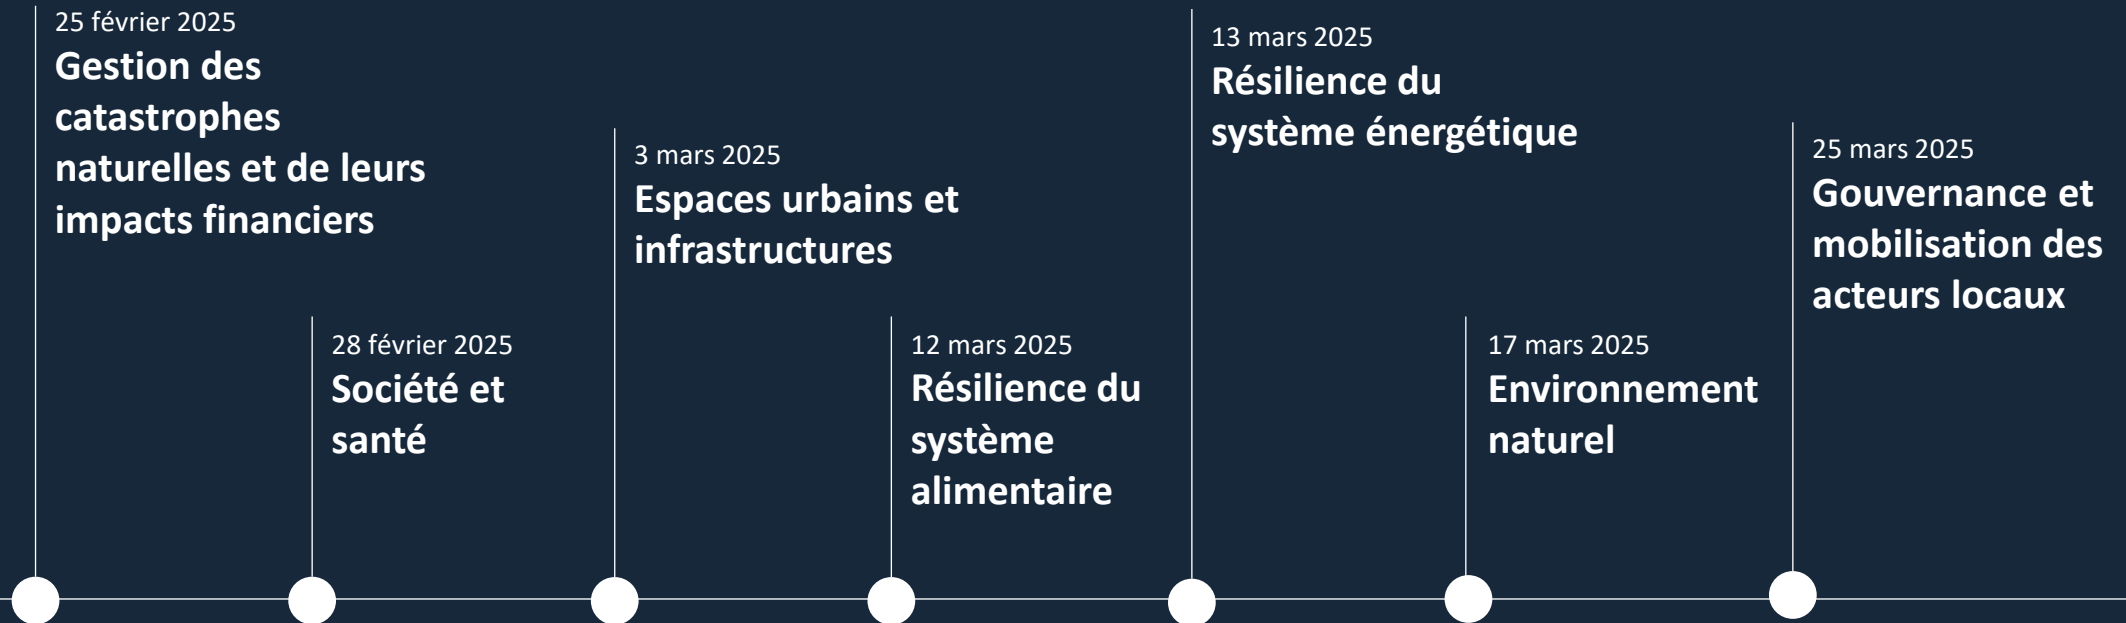 25 février 2025
Gestion des
catastrophes
naturelles et de leurs
impacts financiers
28 février 2025
Société et
santé
3 mars 2025
Espaces urbains et
infrastructures
12 mars 2025
Résilience du
système
alimentaire
13 mars 2025
Résilience du
système énergétique
17 mars 2025
Environnement
naturel
25 mars 2025
Gouvernance et
mobilisation des
acteurs locaux